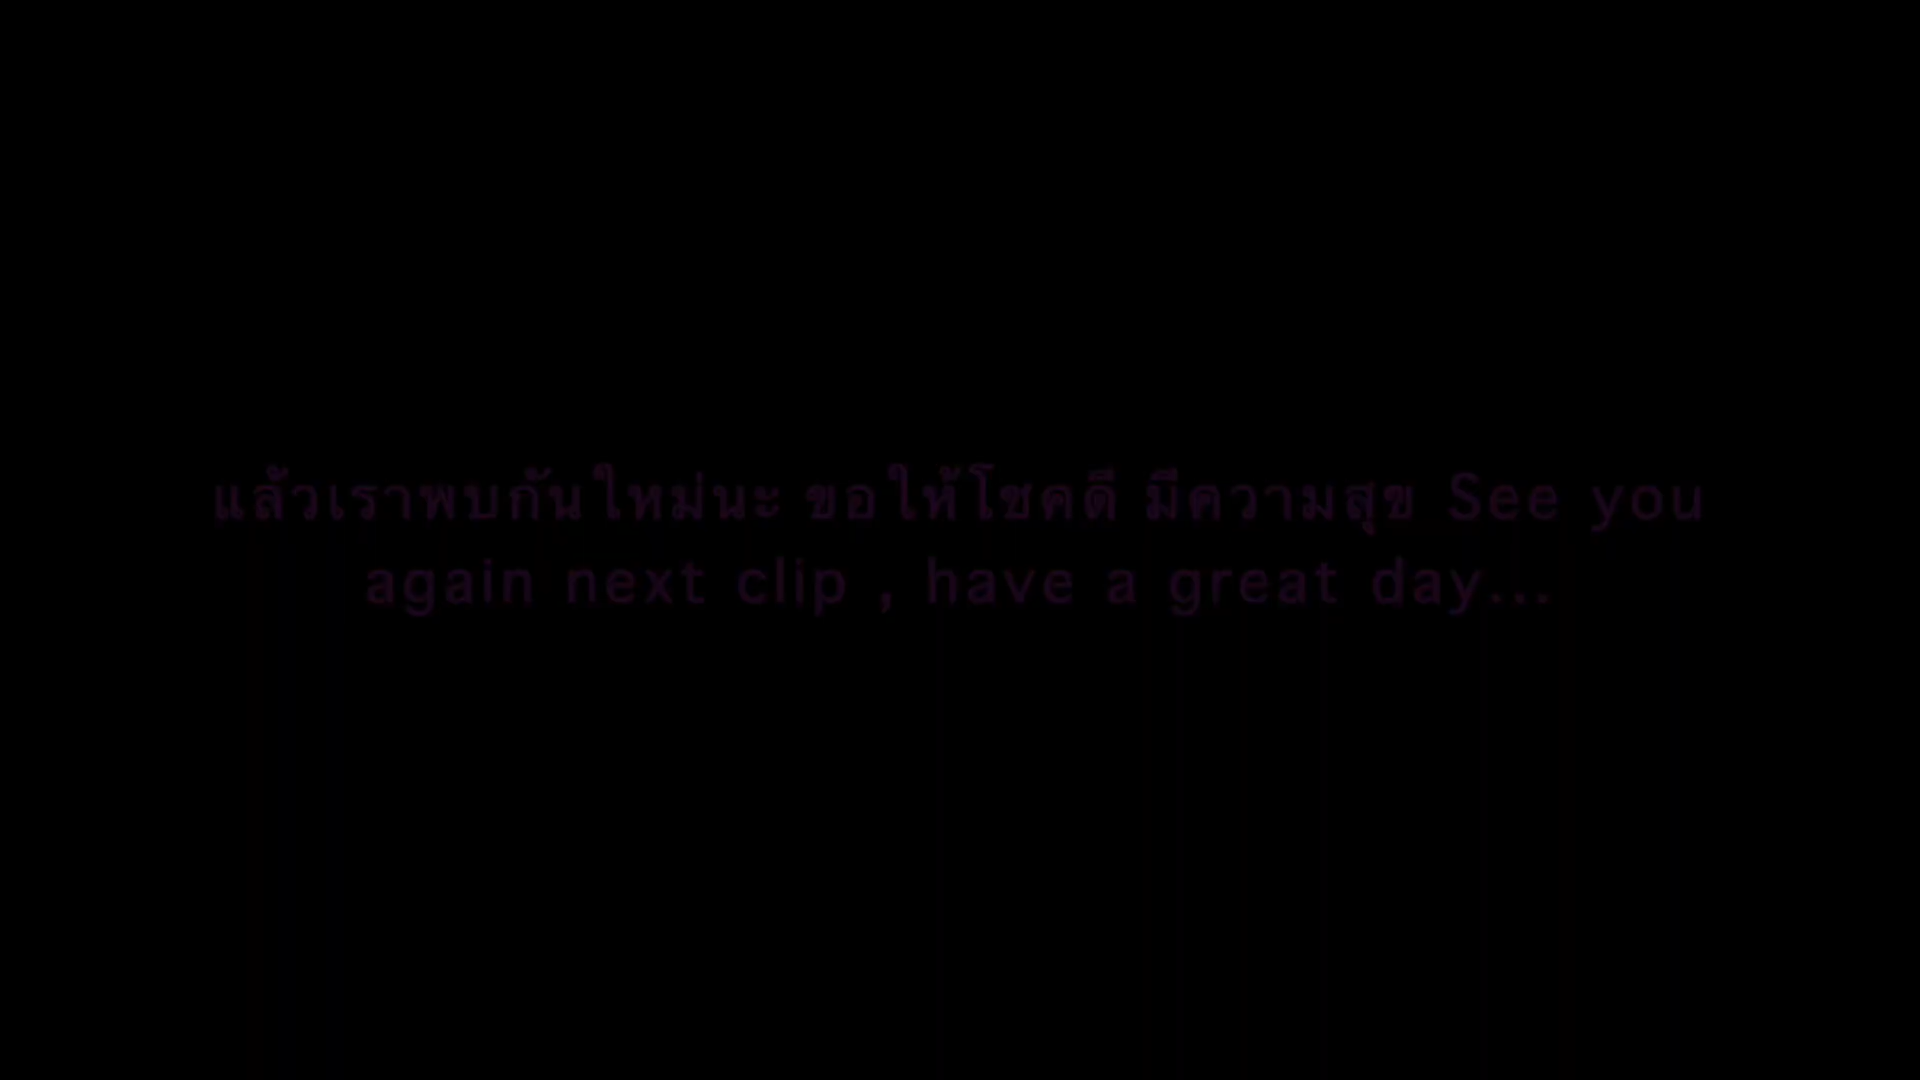 แล้วเราพบกันใหม่นะ ขอให้โชคดี มีความสุข See you
again next clip , have a great day...